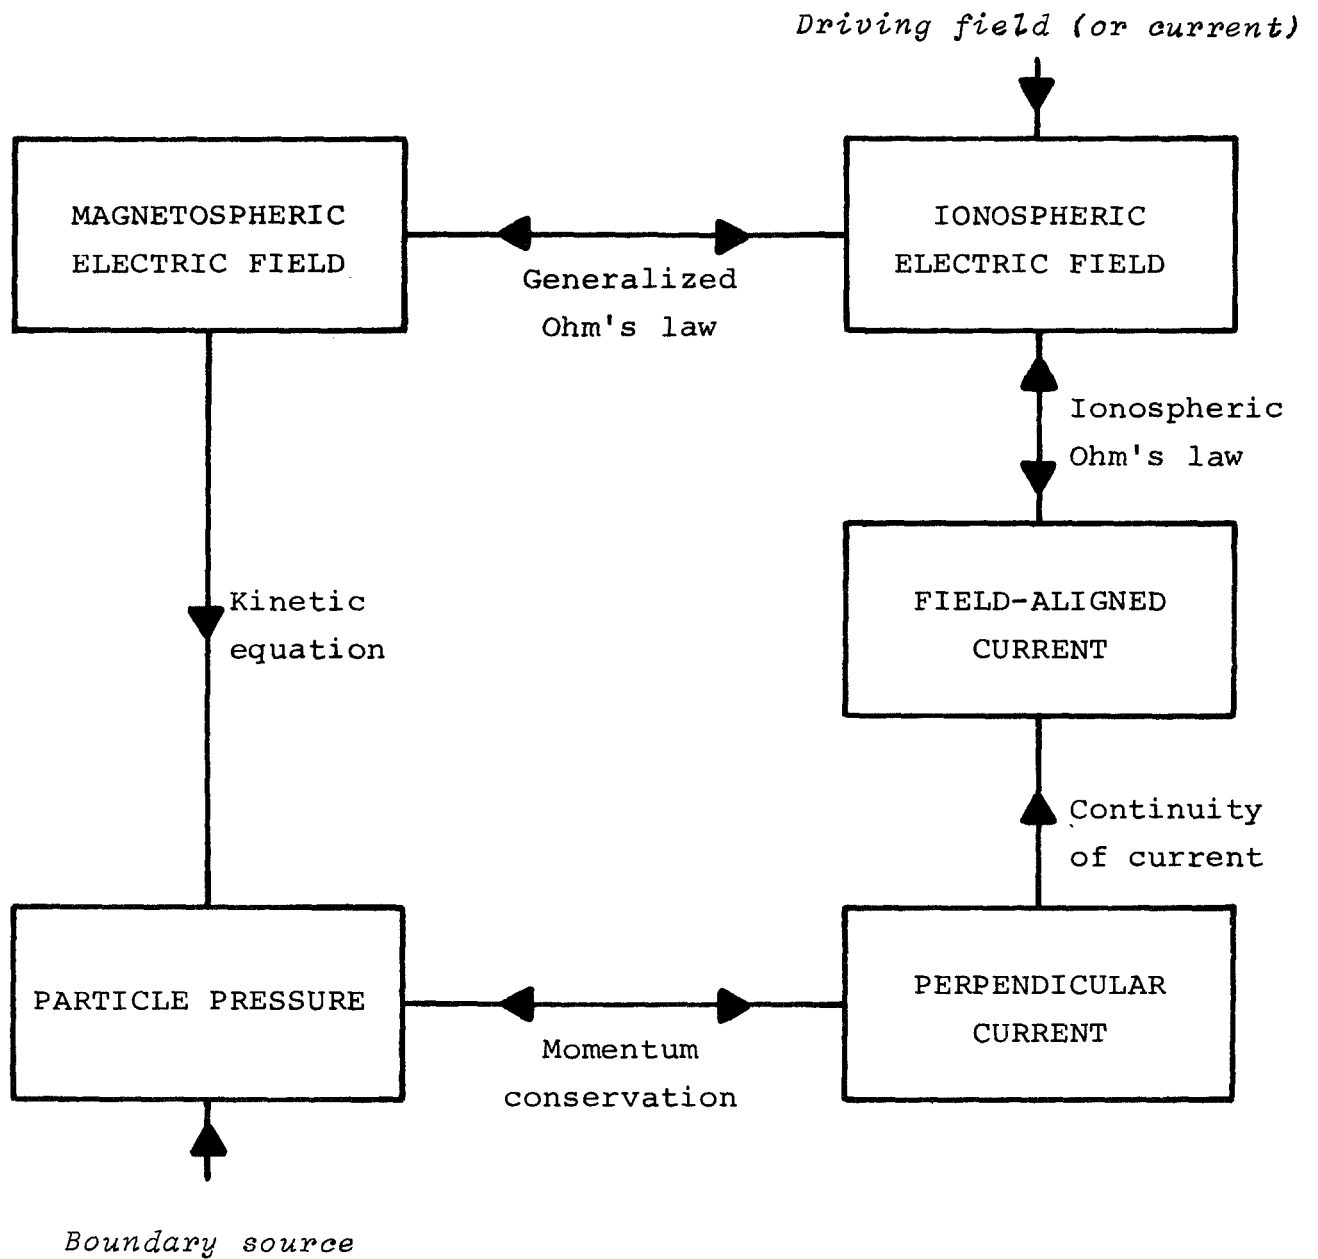 Driving field (or current)
MAGNETOSPHERIC
ELECTRIC FIELD
IONOSPHERIC
ELECTRIC FIELD
Generalized
Ohm's law
Ionospheric
Ohm's law
Kinetic
equation
FIELD-ALIGNED
CURRENT
Continuity
of current
PARTICLE PRESSURE
PERPENDICULAR
CURRENT
Momentum
conservation
Boundary source